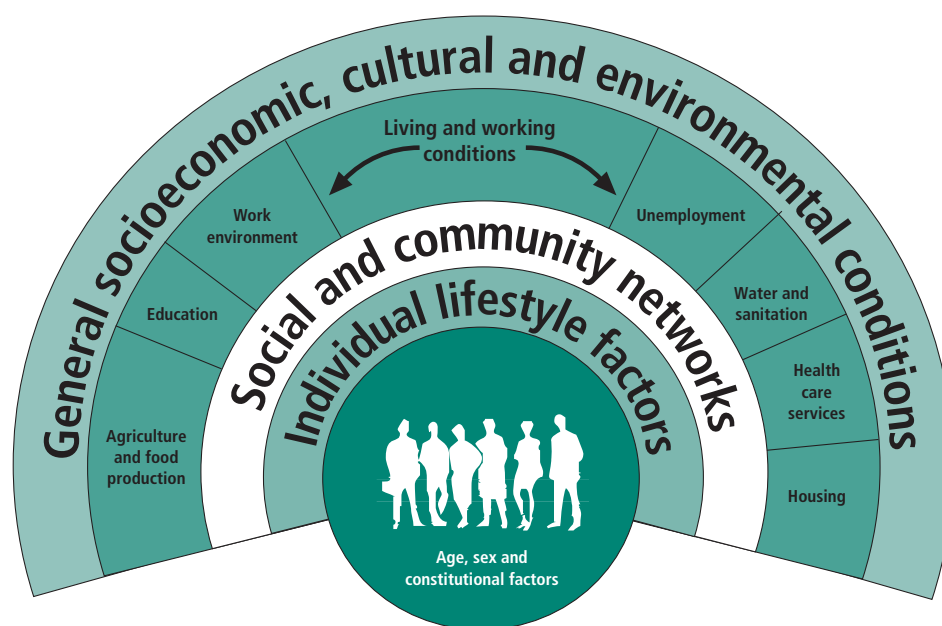 General socioeconomic, cultural and environmental conditions
Living and working
conditions
Work
environment
Unemployment
Education
Water and
sanitation
Agriculture
and food
production
Health
care
services
Housing
Social and community networks
Individual lifestyle factors
Age, sex and
constitutional factors